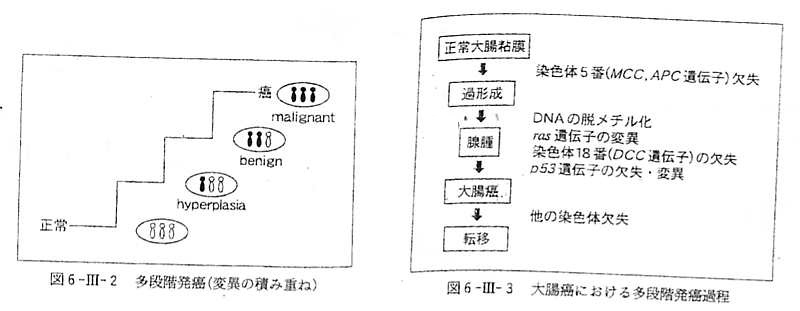 癌
malignant
benign
hyperplasia
正常
図6-Ⅲ-2 多段階発癌(変異の積み重ね)
正常大腸粘膜
染色体5番(MCC, APC遺伝子)欠失
過形成
DNAの脱メチル化
ras遺伝子の変異
腺腫
染色体18番(DCC遺伝子)の欠失
p53遺伝子の欠失・変異
大腸癌
他の染色体欠失
転移
図6-Ⅲ-3 大腸癌における多段階発癌過程